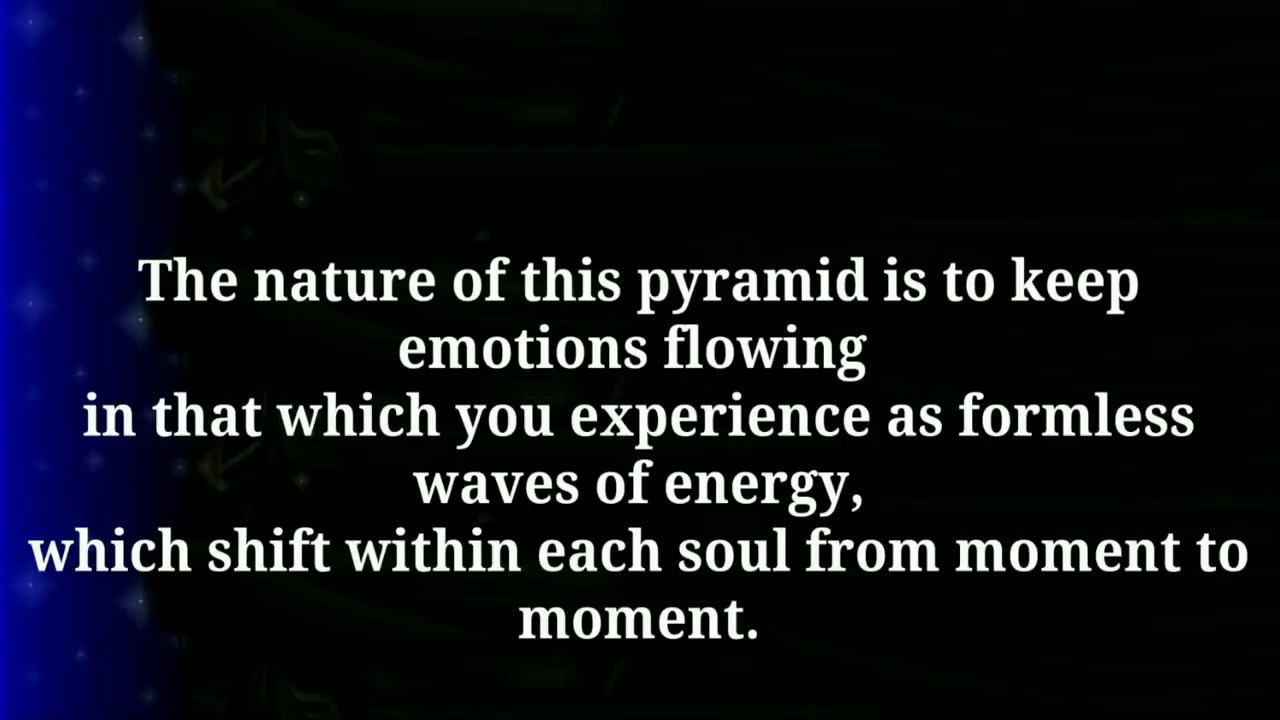 The nature of this pyramid is to keep
emotions flowing
in that which you experience as formless
waves of energy,
which shift within each soul from moment to
moment.